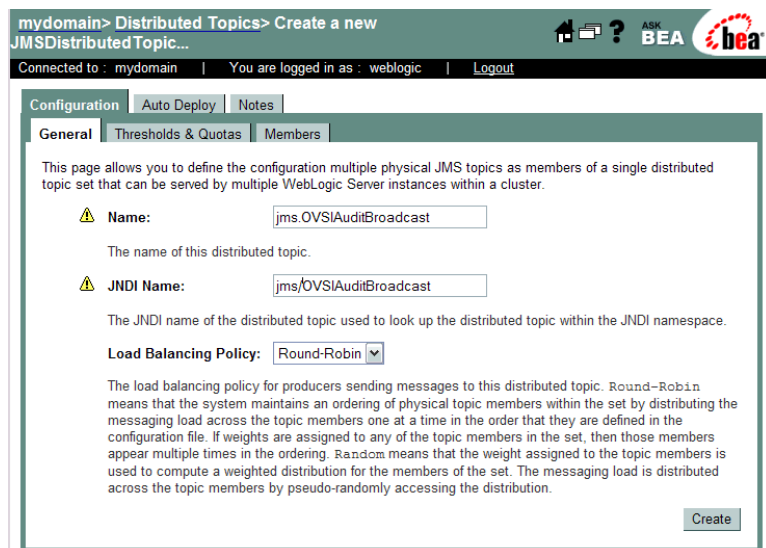 mydomain> Distributed Topics> Create a new
JMSDistributedTopic...
ASK
BEA
bea
Connected to : mydomain | You are logged in as : weblogic | Logout
Configuration Auto Deploy Notes
General Thresholds & Quotas Members
This page allows you to define the configuration multiple physical JMS topics as members of a single distributed
topic set that can be served by multiple WebLogic Server instances within a cluster.
Name: jms.OVSIAuditBroadcast
The name of this distributed topic.
JNDI Name: jms/OVSIAuditBroadcast
The JNDI name of the distributed topic used to look up the distributed topic within the JNDI namespace.
Load Balancing Policy: Round-Robin
The load balancing policy for producers sending messages to this distributed topic. Round-Robin
means that the system maintains an ordering of physical topic members within the set by distributing the
messaging load across the topic members one at a time in the order that they are defined in the
configuration file. If weights are assigned to any of the topic members in the set, then those members
appear multiple times in the ordering. Random means that the weight assigned to the topic members is
used to compute a weighted distribution for the members of the set. The messaging load is distributed
across the topic members by pseudo-randomly accessing the distribution.
Create